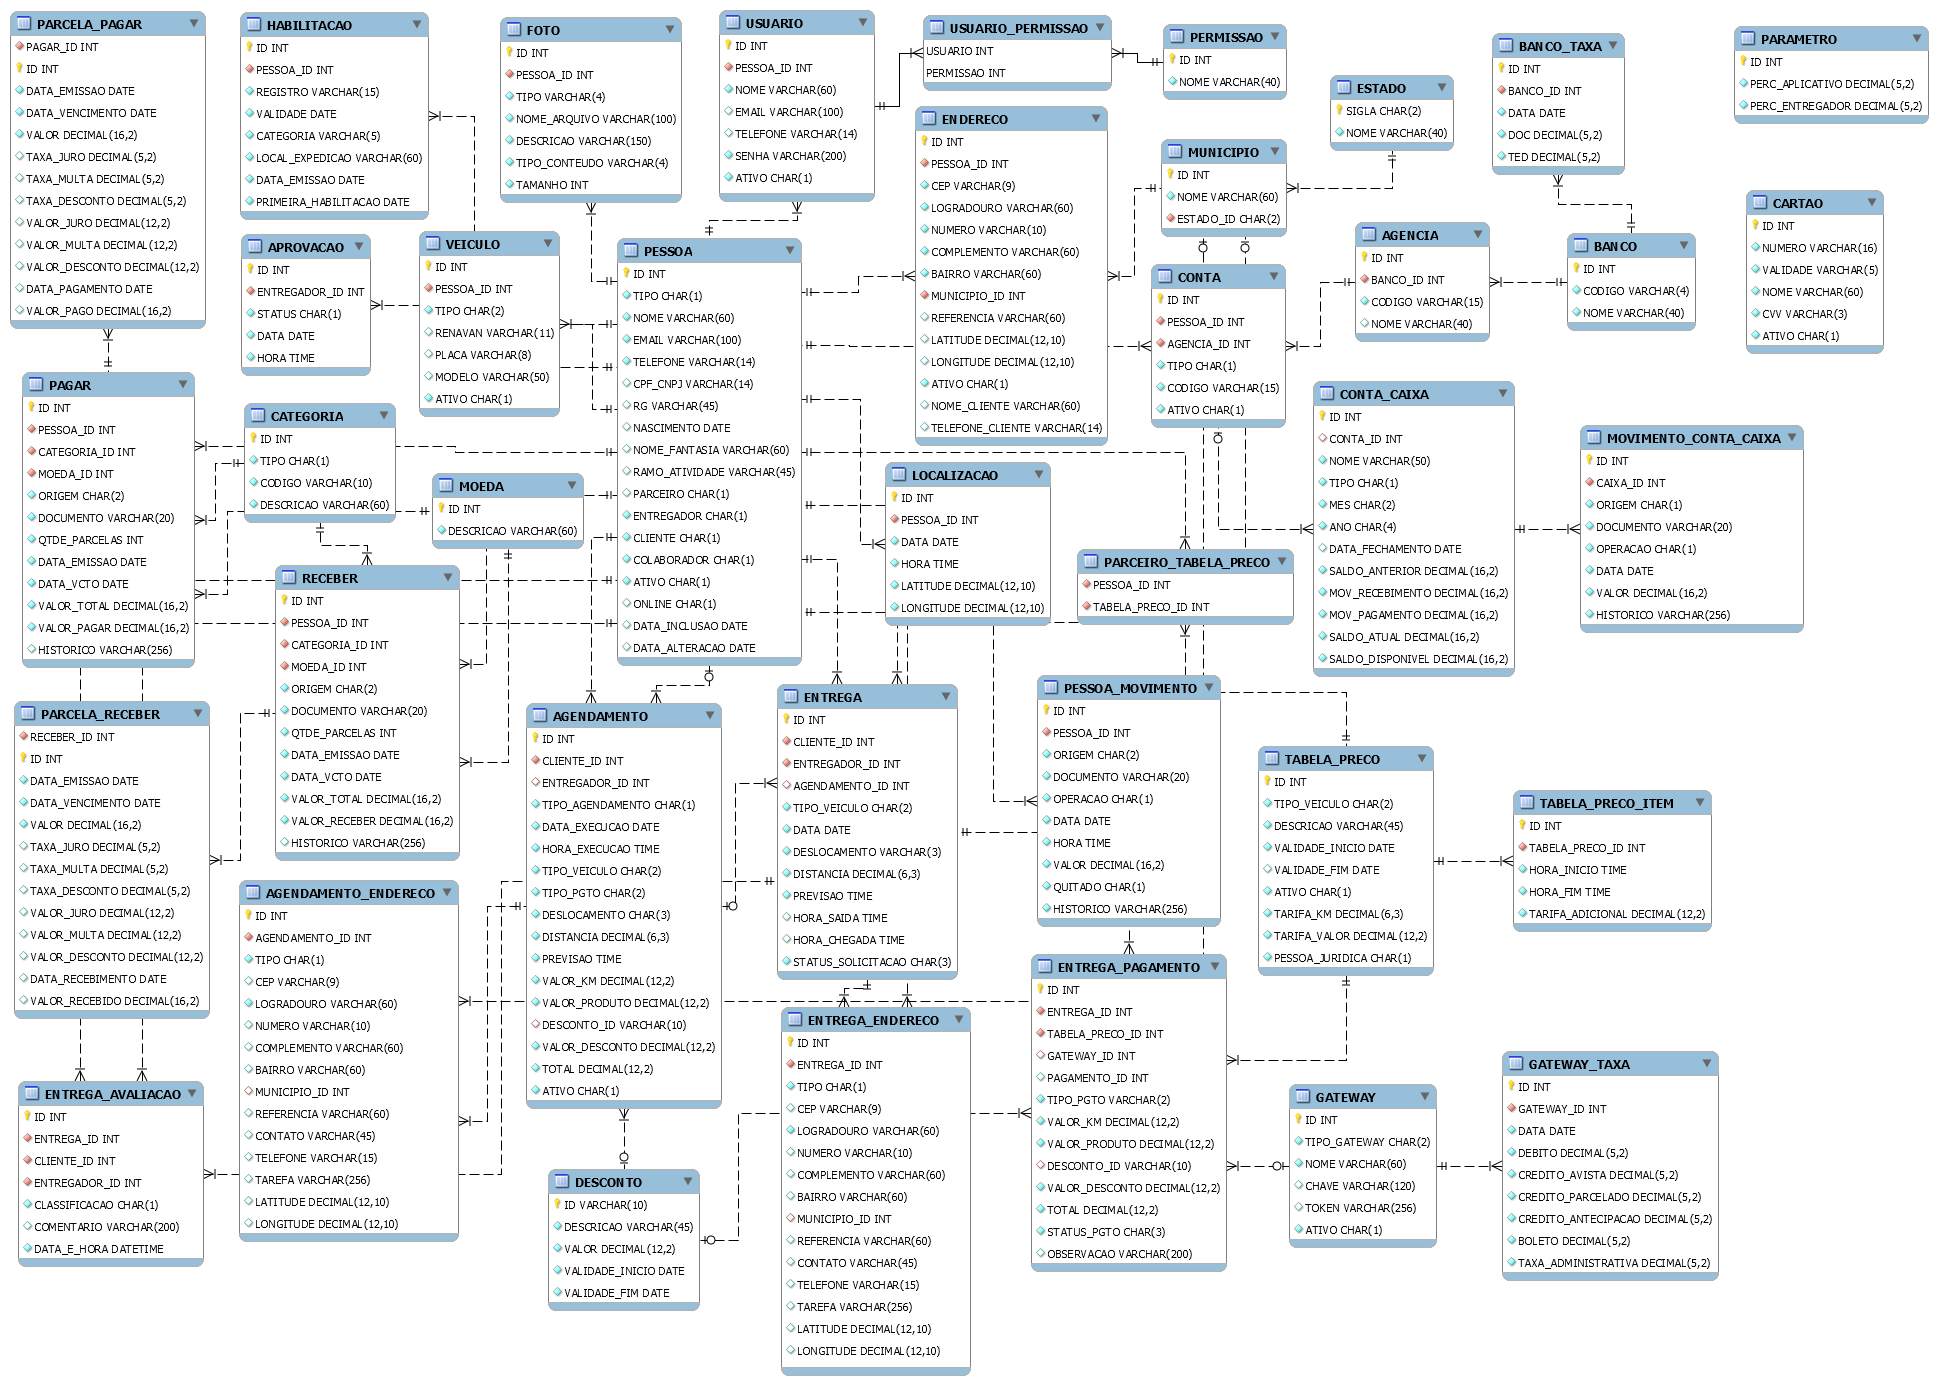 PARCELA_PAGAR
PAGAR_ID INT
ID INT
DATA_EMISSAO DATE
DATA_VENCIMENTO DATE
VALOR DECIMAL(16,2)
TAXA_JURO DECIMAL(5,2)
TAXA_MULTA DECIMAL(5,2)
TAXA_DESCONTO DECIMAL(5,2)
VALOR_JURO DECIMAL(12,2)
VALOR_MULTA DECIMAL(12,2)
VALOR_DESCONTO DECIMAL(12,2)
DATA_PAGAMENTO DATE
VALOR_PAGO DECIMAL(16,2)
HABILITACAO
ID INT
PESSOA_ID INT
REGISTRO VARCHAR(15)
VALIDADE DATE
CATEGORIA VARCHAR(5)
LOCAL_EXPEDICAO VARCHAR(60)
DATA_EMISSAO DATE
PRIMEIRA_HABILITACAO DATE
FOTO
ID INT
PESSOA_ID INT
TIPO VARCHAR(4)
NOME_ARQUIVO VARCHAR(100)
DESCRICAO VARCHAR(150)
TIPO_CONTEUDO VARCHAR(4)
TAMANHO INT
USUARIO
ID INT
PESSOA_ID INT
NOME VARCHAR(60)
EMAIL VARCHAR(100)
TELEFONE VARCHAR(14)
SENHA VARCHAR(200)
ATIVO CHAR(1)
USUARIO_PERMISSAO
USUARIO INT
PERMISSAO INT
PERMISSAO
ID INT
NOME VARCHAR(40)
ESTADO
SIGLA CHAR(2)
NOME VARCHAR(40)
BANCO_TAXA
ID INT
BANCO_ID INT
DATA DATE
DOC DECIMAL(5,2)
TED DECIMAL(5,2)
PARAMETRO
ID INT
PERC_APLICATIVO DECIMAL(5,2)
PERC_ENTREGADOR DECIMAL(5,2)
APROVACAO
ID INT
ENTREGADOR_ID INT
STATUS CHAR(1)
DATA DATE
HORA TIME
VEICULO
ID INT
PESSOA_ID INT
TIPO CHAR(2)
RENAVAN VARCHAR(11)
PLACA VARCHAR(8)
MODELO VARCHAR(50)
ATIVO CHAR(1)
PESSOA
ID INT
TIPO CHAR(1)
NOME VARCHAR(60)
EMAIL VARCHAR(100)
TELEFONE VARCHAR(14)
CPF_CNPJ VARCHAR(14)
RG VARCHAR(45)
NASCIMENTO DATE
NOME_FANTASIA VARCHAR(60)
RAMO_ATIVIDADE VARCHAR(45)
PARCEIRO CHAR(1)
ENTREGADOR CHAR(1)
CLIENTE CHAR(1)
COLABORADOR CHAR(1)
ATIVO CHAR(1)
ONLINE CHAR(1)
DATA_INCLUSAO DATE
DATA_ALTERACAO DATE
ENDERECO
ID INT
PESSOA_ID INT
CEP VARCHAR(9)
LOGRADOURO VARCHAR(60)
NUMERO VARCHAR(10)
COMPLEMENTO VARCHAR(60)
BAIRRO VARCHAR(60)
MUNICIPIO_ID INT
REFERENCIA VARCHAR(60)
LATITUDE DECIMAL(12,10)
LONGITUDE DECIMAL(12,10)
ATIVO CHAR(1)
NOME_CLIENTE VARCHAR(60)
TELEFONE_CLIENTE VARCHAR(14)
MUNICIPIO
ID INT
NOME VARCHAR(60)
ESTADO_ID CHAR(2)
CONTA
ID INT
PESSOA_ID INT
AGENCIA_ID INT
TIPO CHAR(1)
CODIGO VARCHAR(15)
ATIVO CHAR(1)
AGENCIA
ID INT
BANCO_ID INT
CODIGO VARCHAR(15)
NOME VARCHAR(40)
BANCO
ID INT
CODIGO VARCHAR(4)
NOME VARCHAR(40)
CARTAO
ID INT
NUMERO VARCHAR(16)
VALIDADE VARCHAR(5)
NOME VARCHAR(60)
CVV VARCHAR(3)
ATIVO CHAR(1)
PAGAR
ID INT
PESSOA_ID INT
CATEGORIA_ID INT
MOEDA_ID INT
ORIGEM CHAR(2)
DOCUMENTO VARCHAR(20)
QTDE_PARCELAS INT
DATA_EMISSAO DATE
DATA_VCTO DATE
VALOR_TOTAL DECIMAL(16,2)
VALOR_PAGAR DECIMAL(16,2)
HISTORICO VARCHAR(256)
CATEGORIA
ID INT
TIPO CHAR(1)
CODIGO VARCHAR(10)
DESCRICAO VARCHAR(60)
MOEDA
ID INT
DESCRICAO VARCHAR(60)
RECEBER
ID INT
PESSOA_ID INT
CATEGORIA_ID INT
MOEDA_ID INT
ORIGEM CHAR(2)
DOCUMENTO VARCHAR(20)
QTDE_PARCELAS INT
DATA_EMISSAO DATE
DATA_VCTO DATE
VALOR_TOTAL DECIMAL(16,2)
VALOR_RECEBER DECIMAL(16,2)
HISTORICO VARCHAR(256)
LOCALIZACAO
ID INT
PESSOA_ID INT
DATA DATE
HORA TIME
LATITUDE DECIMAL(12,10)
LONGITUDE DECIMAL(12,10)
PARCEIRO_TABELA_PRECO
PESSOA_ID INT
TABELA_PRECO_ID INT
CONTA_CAIXA
ID INT
CONTA_ID INT
NOME VARCHAR(50)
TIPO CHAR(1)
MES CHAR(2)
ANO CHAR(4)
DATA_FECHAMENTO DATE
SALDO_ANTERIOR DECIMAL(16,2)
MOV_RECEBIMENTO DECIMAL(16,2)
MOV_PAGAMENTO DECIMAL(16,2)
SALDO_ATUAL DECIMAL(16,2)
SALDO_DISPONIVEL DECIMAL(16,2)
MOVIMENTO_CONTA_CAIXA
ID INT
CAIXA_ID INT
ORIGEM CHAR(1)
DOCUMENTO VARCHAR(20)
OPERACAO CHAR(1)
DATA DATE
VALOR DECIMAL(16,2)
HISTORICO VARCHAR(256)
PARCELA_RECEBER
RECEBER_ID INT
ID INT
DATA_EMISSAO DATE
DATA_VENCIMENTO DATE
VALOR DECIMAL(16,2)
TAXA_JURO DECIMAL(5,2)
TAXA_MULTA DECIMAL(5,2)
TAXA_DESCONTO DECIMAL(5,2)
VALOR_JURO DECIMAL(12,2)
VALOR_MULTA DECIMAL(12,2)
VALOR_DESCONTO DECIMAL(12,2)
DATA_RECEBIMENTO DATE
VALOR_RECEBIDO DECIMAL(16,2)
AGENDAMENTO_ENDERECO
ID INT
AGENDAMENTO_ID INT
TIPO CHAR(1)
CEP VARCHAR(9)
LOGRADOURO VARCHAR(60)
NUMERO VARCHAR(10)
COMPLEMENTO VARCHAR(60)
BAIRRO VARCHAR(60)
MUNICIPIO_ID INT
REFERENCIA VARCHAR(60)
CONTATO VARCHAR(45)
TELEFONE VARCHAR(15)
TAREFA VARCHAR(256)
LATITUDE DECIMAL(12,10)
LONGITUDE DECIMAL(12,10)
AGENDAMENTO
ID INT
CLIENTE_ID INT
ENTREGADOR_ID INT
TIPO_AGENDAMENTO CHAR(1)
DATA_EXECUCAO DATE
HORA_EXECUCAO TIME
TIPO_VEICULO CHAR(2)
TIPO_PGTO CHAR(2)
DESLOCAMENTO CHAR(3)
DISTANCIA DECIMAL(6,3)
PREVISAO TIME
VALOR_KM DECIMAL(12,2)
VALOR_PRODUTO DECIMAL(12,2)
DESCONTO_ID VARCHAR(10)
VALOR_DESCONTO DECIMAL(12,2)
TOTAL DECIMAL(12,2)
ATIVO CHAR(1)
ENTREGA
ID INT
CLIENTE_ID INT
ENTREGADOR_ID INT
AGENDAMENTO_ID INT
TIPO_VEICULO CHAR(2)
DATA DATE
DESLOCAMENTO VARCHAR(3)
DISTANCIA DECIMAL(6,3)
PREVISAO TIME
HORA_SAIDA TIME
HORA_CHEGADA TIME
STATUS_SOLICITACAO CHAR(3)
PESSOA_MOVIMENTO
ID INT
PESSOA_ID INT
ORIGEM CHAR(2)
DOCUMENTO VARCHAR(20)
OPERACAO CHAR(1)
DATA DATE
HORA TIME
VALOR DECIMAL(16,2)
QUITADO CHAR(1)
HISTORICO VARCHAR(256)
TABELA_PRECO
ID INT
TIPO_VEICULO CHAR(2)
DESCRICAO VARCHAR(45)
VALIDADE_INICIO DATE
VALIDADE_FIM DATE
ATIVO CHAR(1)
TARIFA_KM DECIMAL(6,3)
TARIFA_VALOR DECIMAL(12,2)
PESSOA_JURIDICA CHAR(1)
TABELA_PRECO_ITEM
ID INT
TABELA_PRECO_ID INT
HORA_INICIO TIME
HORA_FIM TIME
TARIFA_ADICIONAL DECIMAL(12,2)
ENTREGA_AVALIACAO
ID INT
ENTREGA_ID INT
CLIENTE_ID INT
ENTREGADOR_ID INT
CLASSIFICACAO CHAR(1)
COMENTARIO VARCHAR(200)
DATA_E_HORA DATETIME
DESCONTO
ID VARCHAR(10)
DESCRICAO VARCHAR(45)
VALOR DECIMAL(12,2)
VALIDADE_INICIO DATE
VALIDADE_FIM DATE
ENTREGA_ENDERECO
ID INT
ENTREGA_ID INT
TIPO CHAR(1)
CEP VARCHAR(9)
LOGRADOURO VARCHAR(60)
NUMERO VARCHAR(10)
COMPLEMENTO VARCHAR(60)
BAIRRO VARCHAR(60)
MUNICIPIO_ID INT
REFERENCIA VARCHAR(60)
CONTATO VARCHAR(45)
TELEFONE VARCHAR(15)
TAREFA VARCHAR(256)
LATITUDE DECIMAL(12,10)
LONGITUDE DECIMAL(12,10)
ENTREGA_PAGAMENTO
ID INT
ENTREGA_ID INT
TABELA_PRECO_ID INT
GATEWAY_ID INT
PAGAMENTO_ID INT
TIPO_PGTO VARCHAR(2)
VALOR_KM DECIMAL(12,2)
VALOR_PRODUTO DECIMAL(12,2)
DESCONTO_ID VARCHAR(10)
VALOR_DESCONTO DECIMAL(12,2)
TOTAL DECIMAL(12,2)
STATUS_PGTO CHAR(3)
OBSERVACAO VARCHAR(200)
GATEWAY
ID INT
TIPO_GATEWAY CHAR(2)
NOME VARCHAR(60)
CHAVE VARCHAR(120)
TOKEN VARCHAR(256)
ATIVO CHAR(1)
GATEWAY_TAXA
ID INT
GATEWAY_ID INT
DATA DATE
DEBITO DECIMAL(5,2)
CREDITO_AVISTA DECIMAL(5,2)
CREDITO_PARCELADO DECIMAL(5,2)
CREDITO_ANTECIPACAO DECIMAL(5,2)
BOLETO DECIMAL(5,2)
TAXA_ADMINISTRATIVA DECIMAL(5,2)